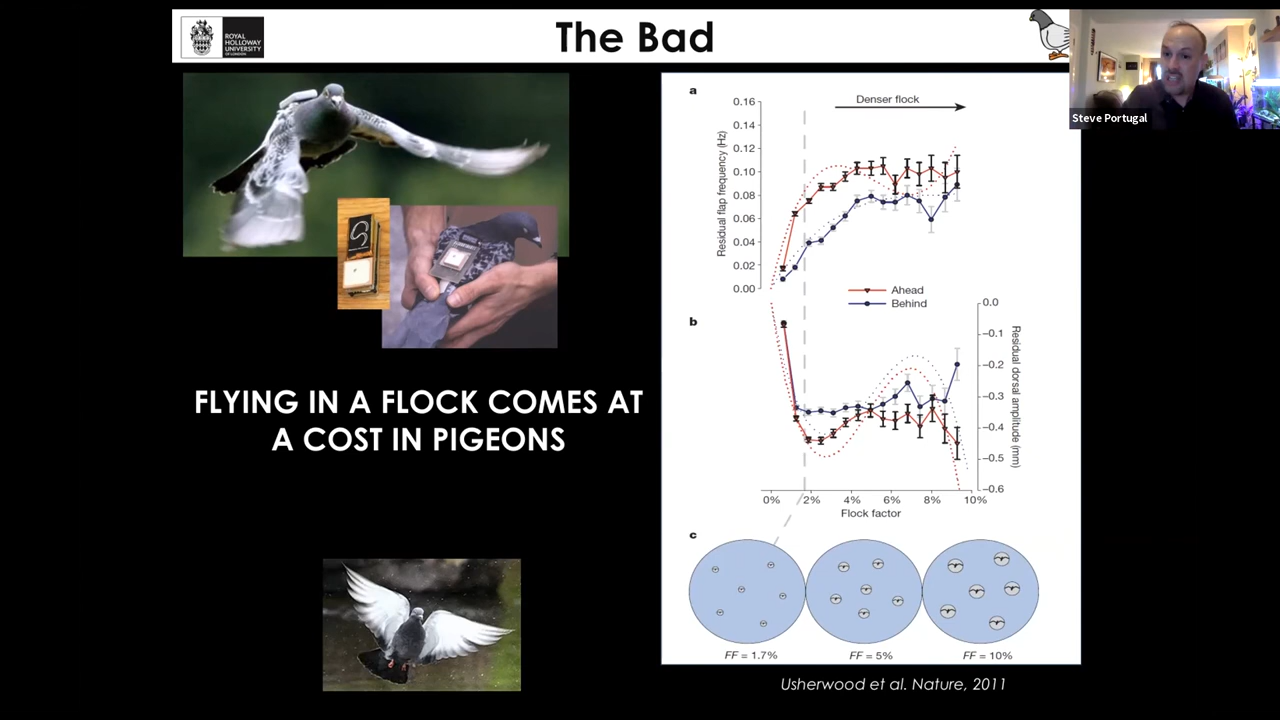 ROYAL
HOLLOWAY
UNIVERSITY
OF LONDON
The Bad
Steve Portugal
FLYING IN A FLOCK COMES AT
A COST IN PIGEONS
a
Denser flock
Residual flap frequency (Hz)
0.16
0.14
0.12
0.10
0.08
0.06
0.04
0.02
0.00
Ahead
Behind
b
0.0
–0.1
–0.2
–0.3
–0.4
–0.5
–0.6
Residual dorsal amplitude (mm)
0% 2% 4% 6% 8% 10%
Flock factor
c
FF = 1.7% FF = 5% FF = 10%
Usherwood et al. Nature, 2011